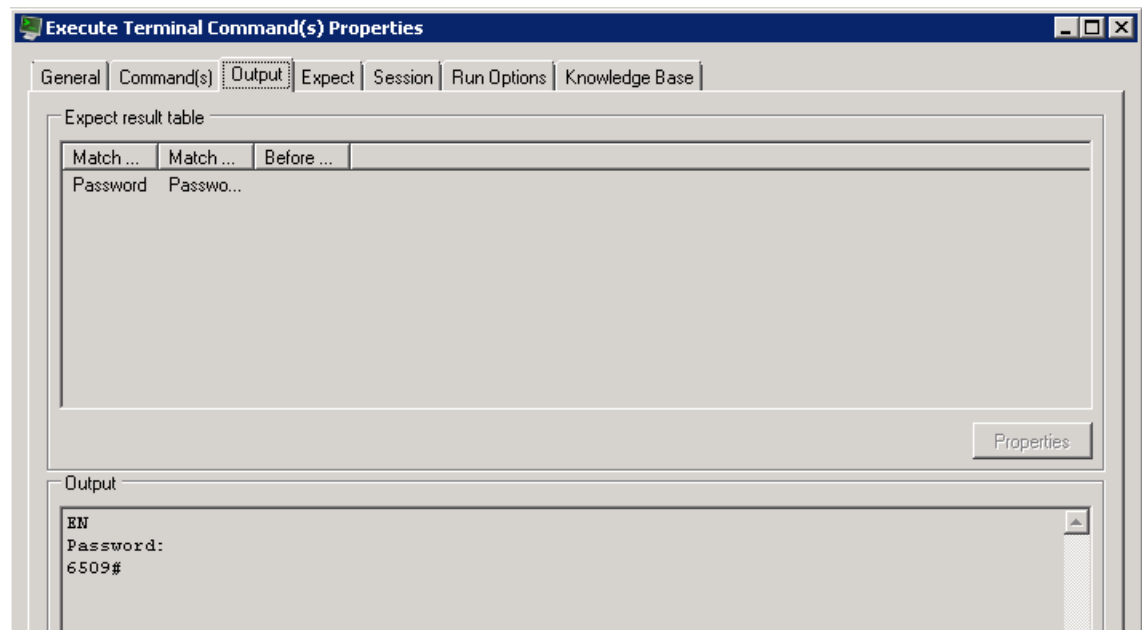 Execute Terminal Command(s) Properties
General Command(s) Output Expect Session Run Options Knowledge Base
Expect result table
Match ... Match ... Before ...
Password Passwo...
Properties
Output
EN
Password:
6509#